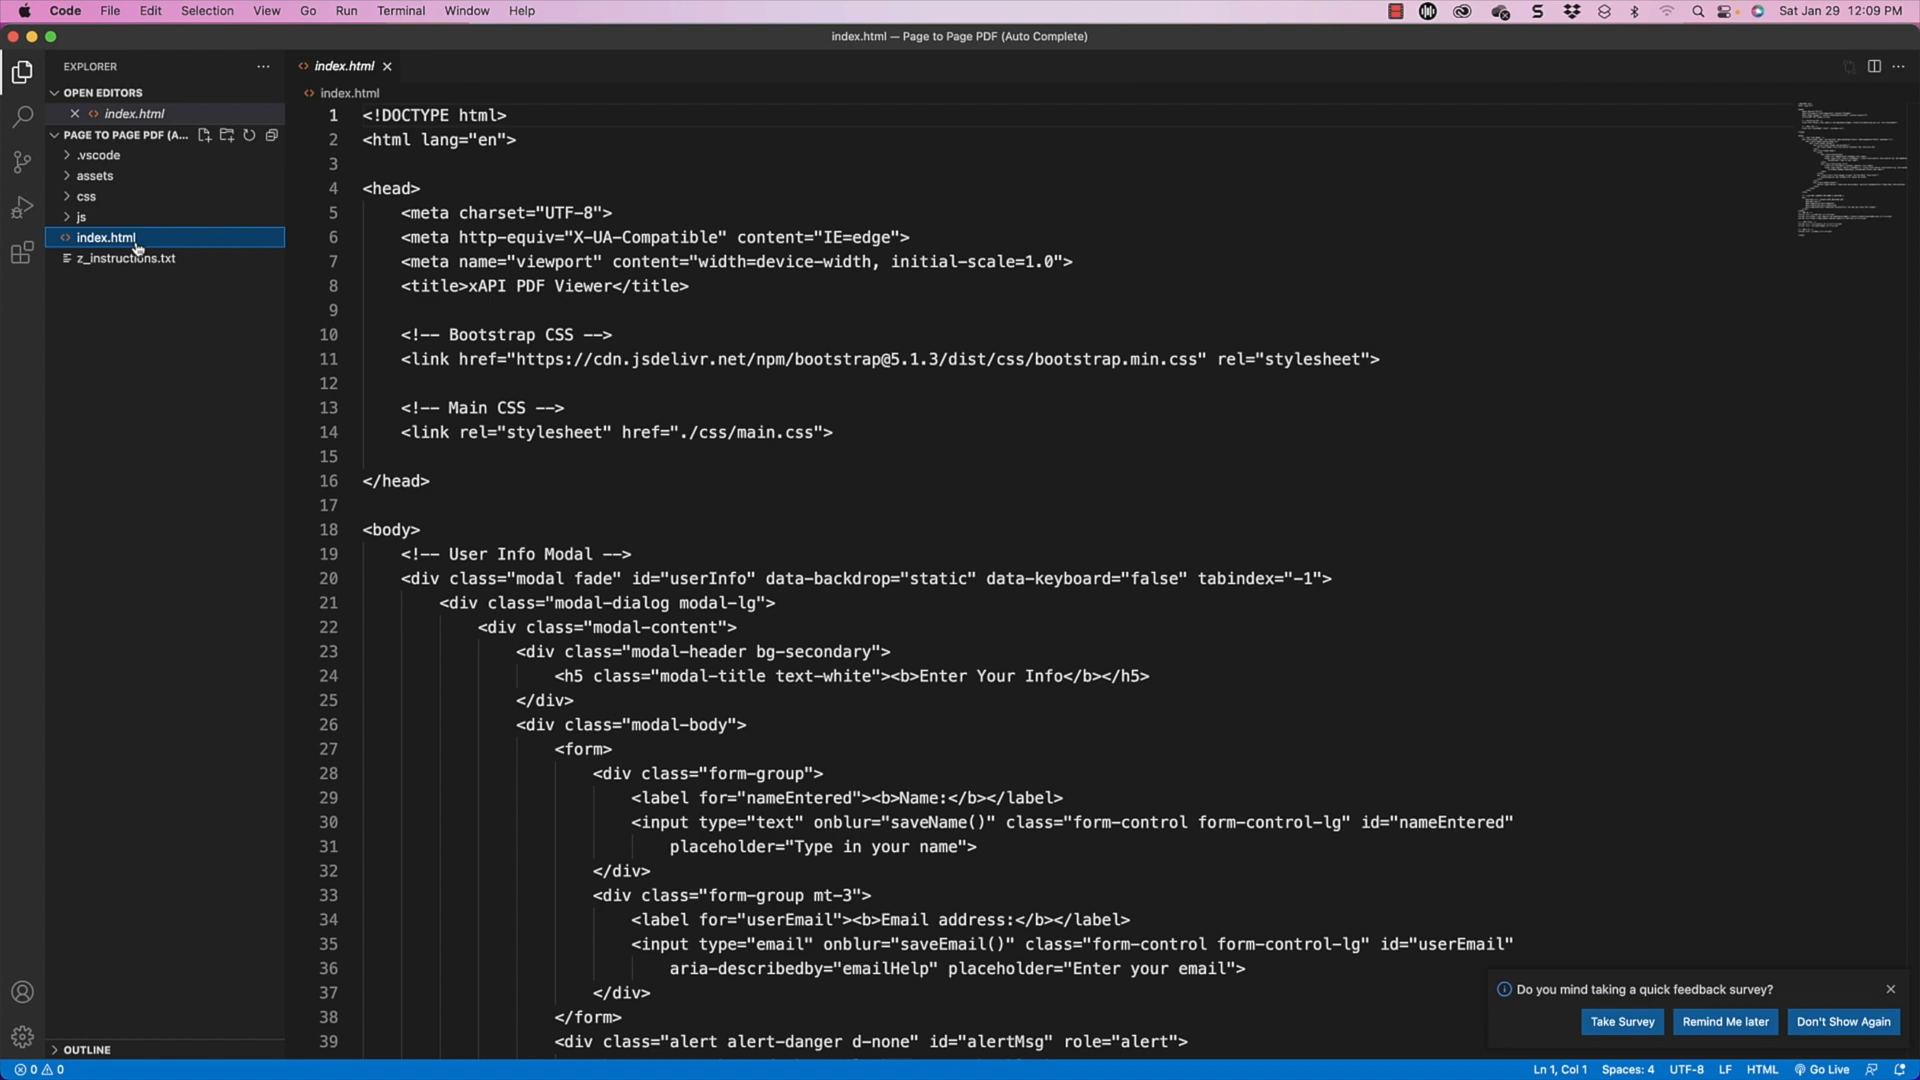 Code File Edit Selection View Go Run Terminal Window Help Sat Jan 29 12:09 PM
index.html — Page to Page PDF (Auto Complete)
EXPLORER
index.html
OPEN EDITORS
index.html
index.html
PAGE TO PAGE PDF (A...
.vscode
assets
css
js
index.html
z_instructions.txt
OUTLINE
1 <!DOCTYPE html>
2 <html lang="en">
3
4 <head>
5 <meta charset="UTF-8">
6 <meta http-equiv="X-UA-Compatible" content="IE=edge">
7 <meta name="viewport" content="width=device-width, initial-scale=1.0">
8 <title>xAPI PDF Viewer</title>
9
10 <!-- Bootstrap CSS -->
11 <link href="https://cdn.jsdelivr.net/npm/bootstrap@5.1.3/dist/css/bootstrap.min.css" rel="stylesheet">
12
13 <!-- Main CSS -->
14 <link rel="stylesheet" href="./css/main.css">
15
16 </head>
17
18 <body>
19 <!-- User Info Modal -->
20 <div class="modal fade" id="userInfo" data-backdrop="static" data-keyboard="false" tabindex="-1">
21 <div class="modal-dialog modal-lg">
22 <div class="modal-content">
23 <div class="modal-header bg-secondary">
24 <h5 class="modal-title text-white"><b>Enter Your Info</b></h5>
25 </div>
26 <div class="modal-body">
27 <form>
28 <div class="form-group">
29 <label for="nameEntered"><b>Name:</b></label>
30 <input type="text" onblur="saveName()" class="form-control form-control-lg" id="nameEntered"
31 placeholder="Type in your name">
32 </div>
33 <div class="form-group mt-3">
34 <label for="userEmail"><b>Email address:</b></label>
35 <input type="email" onblur="saveEmail()" class="form-control form-control-lg" id="userEmail"
36 aria-describedby="emailHelp" placeholder="Enter your email">
37 </div>
38 </form>
39 <div class="alert alert-danger d-none" id="alertMsg" role="alert">
Do you mind taking a quick feedback survey?
Take Survey Remind Me later Don't Show Again
0 0 Ln 1, Col 1 Spaces: 4 UTF-8 LF HTML Go Live